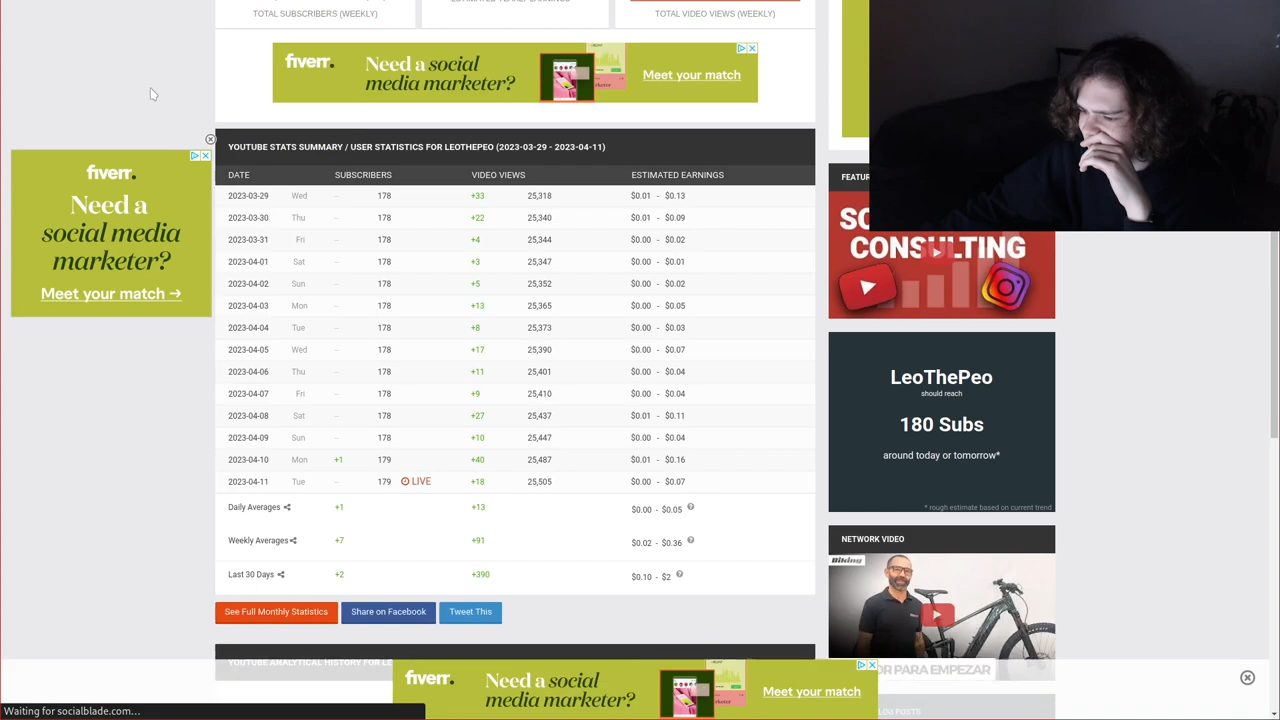 TOTAL SUBSCRIBERS (WEEKLY)
TOTAL VIDEO VIEWS (WEEKLY)
fiverr.
Need a social
media marketer?
Meet your match
fiverr.
Need a
social media
marketer?
Meet your match →
YOUTUBE STATS SUMMARY / USER STATISTICS FOR LEOTHEPEO (2023-03-29 - 2023-04-11)
DATE SUBSCRIBERS VIDEO VIEWS ESTIMATED EARNINGS
2023-03-29 Wed -- 178 +33 25,318 $0.01 - $0.13
2023-03-30 Thu -- 178 +22 25,340 $0.01 - $0.09
2023-03-31 Fri -- 178 +4 25,344 $0.00 - $0.02
2023-04-01 Sat -- 178 +3 25,347 $0.00 - $0.01
2023-04-02 Sun -- 178 +5 25,352 $0.00 - $0.02
2023-04-03 Mon -- 178 +13 25,365 $0.00 - $0.05
2023-04-04 Tue -- 178 +8 25,373 $0.00 - $0.03
2023-04-05 Wed -- 178 +17 25,390 $0.00 - $0.07
2023-04-06 Thu -- 178 +11 25,401 $0.00 - $0.04
2023-04-07 Fri -- 178 +9 25,410 $0.00 - $0.04
2023-04-08 Sat -- 178 +27 25,437 $0.01 - $0.11
2023-04-09 Sun -- 178 +10 25,447 $0.00 - $0.04
2023-04-10 Mon +1 179 +40 25,487 $0.01 - $0.16
2023-04-11 Tue -- 179 LIVE +18 25,505 $0.00 - $0.07
Daily Averages +1 +13 $0.00 - $0.05
Weekly Averages +7 +91 $0.02 - $0.36
Last 30 Days +2 +390 $0.10 - $2
See Full Monthly Statistics Share on Facebook Tweet This
YOUTUBE ANALYTICAL HISTORY FOR LE
FEATU
SO
CONSULTING
LeoThePeo
should reach
180 Subs
around today or tomorrow*
* rough estimate based on current trend
NETWORK VIDEO
Biking
OR PARA EMPEZAR
fiverr.
Need a social
media marketer?
Meet your match
Waiting for socialblade.com...